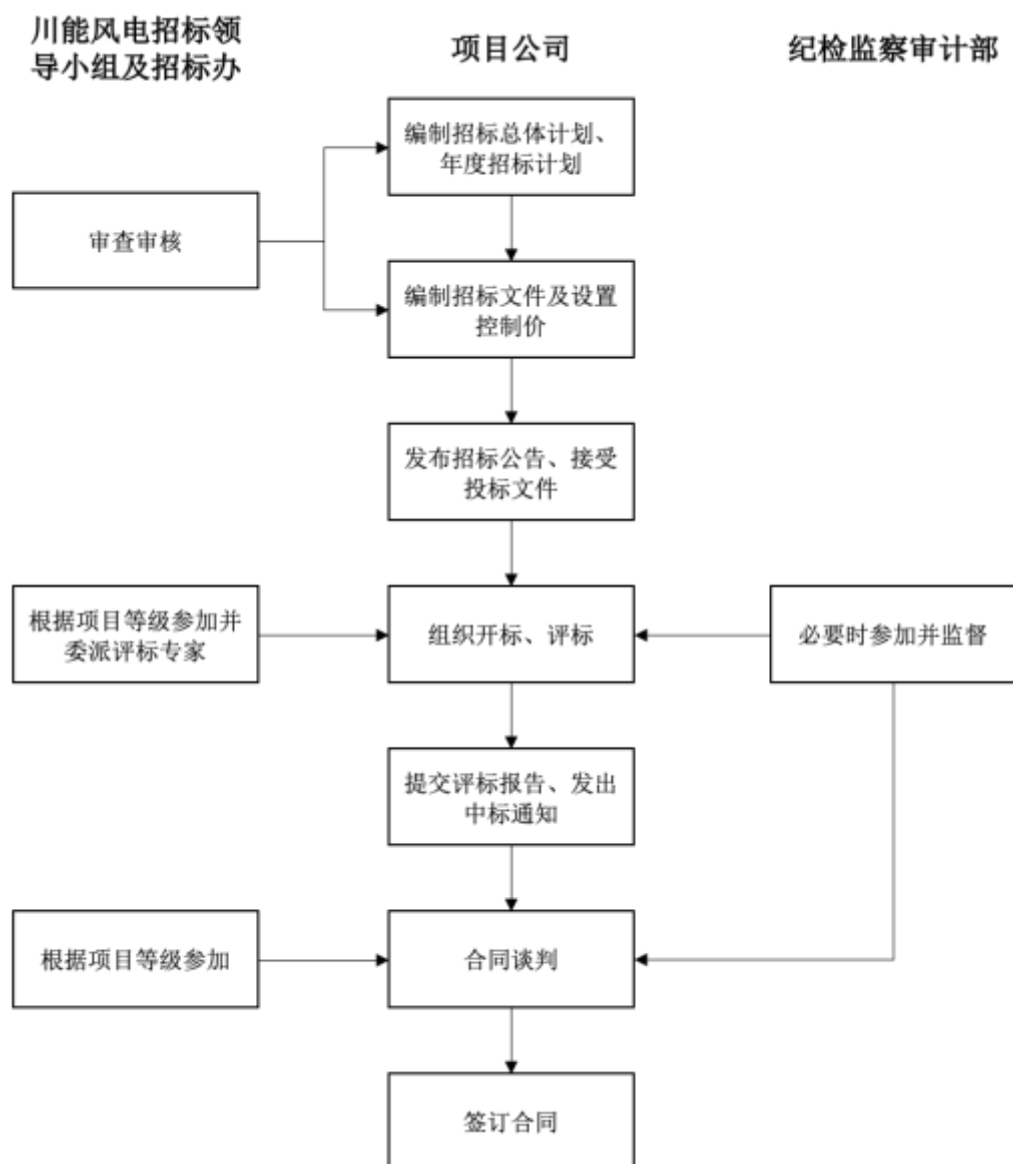 川能风电招标领
导小组及招标办
项目公司
纪检监察审计部
编制招标总体计划、
年度招标计划
审查审核
编制招标文件及设置
控制价
发布招标公告、接受
投标文件
根据项目等级参加并
委派评标专家
组织开标、评标
必要时参加并监督
提交评标报告、发出
中标通知
根据项目等级参加
合同谈判
签订合同